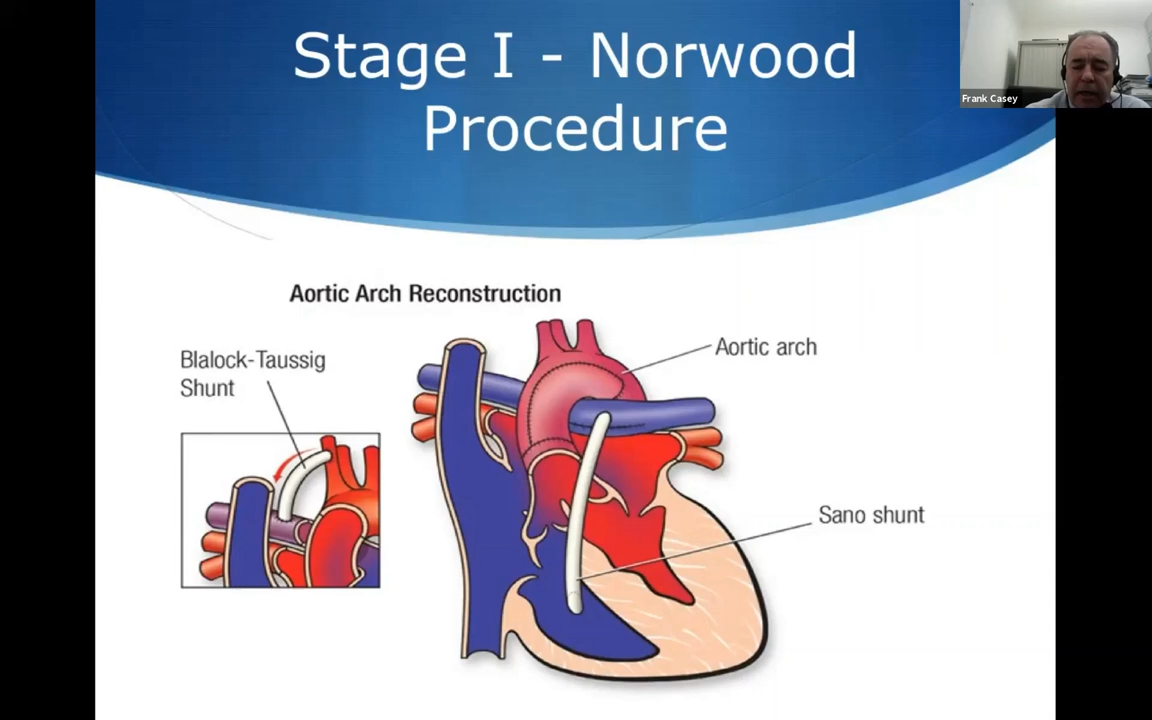 Stage I - Norwood
Procedure
Frank Casey
Aortic Arch Reconstruction
Blalock-Taussig
Shunt
Aortic arch
Sano shunt